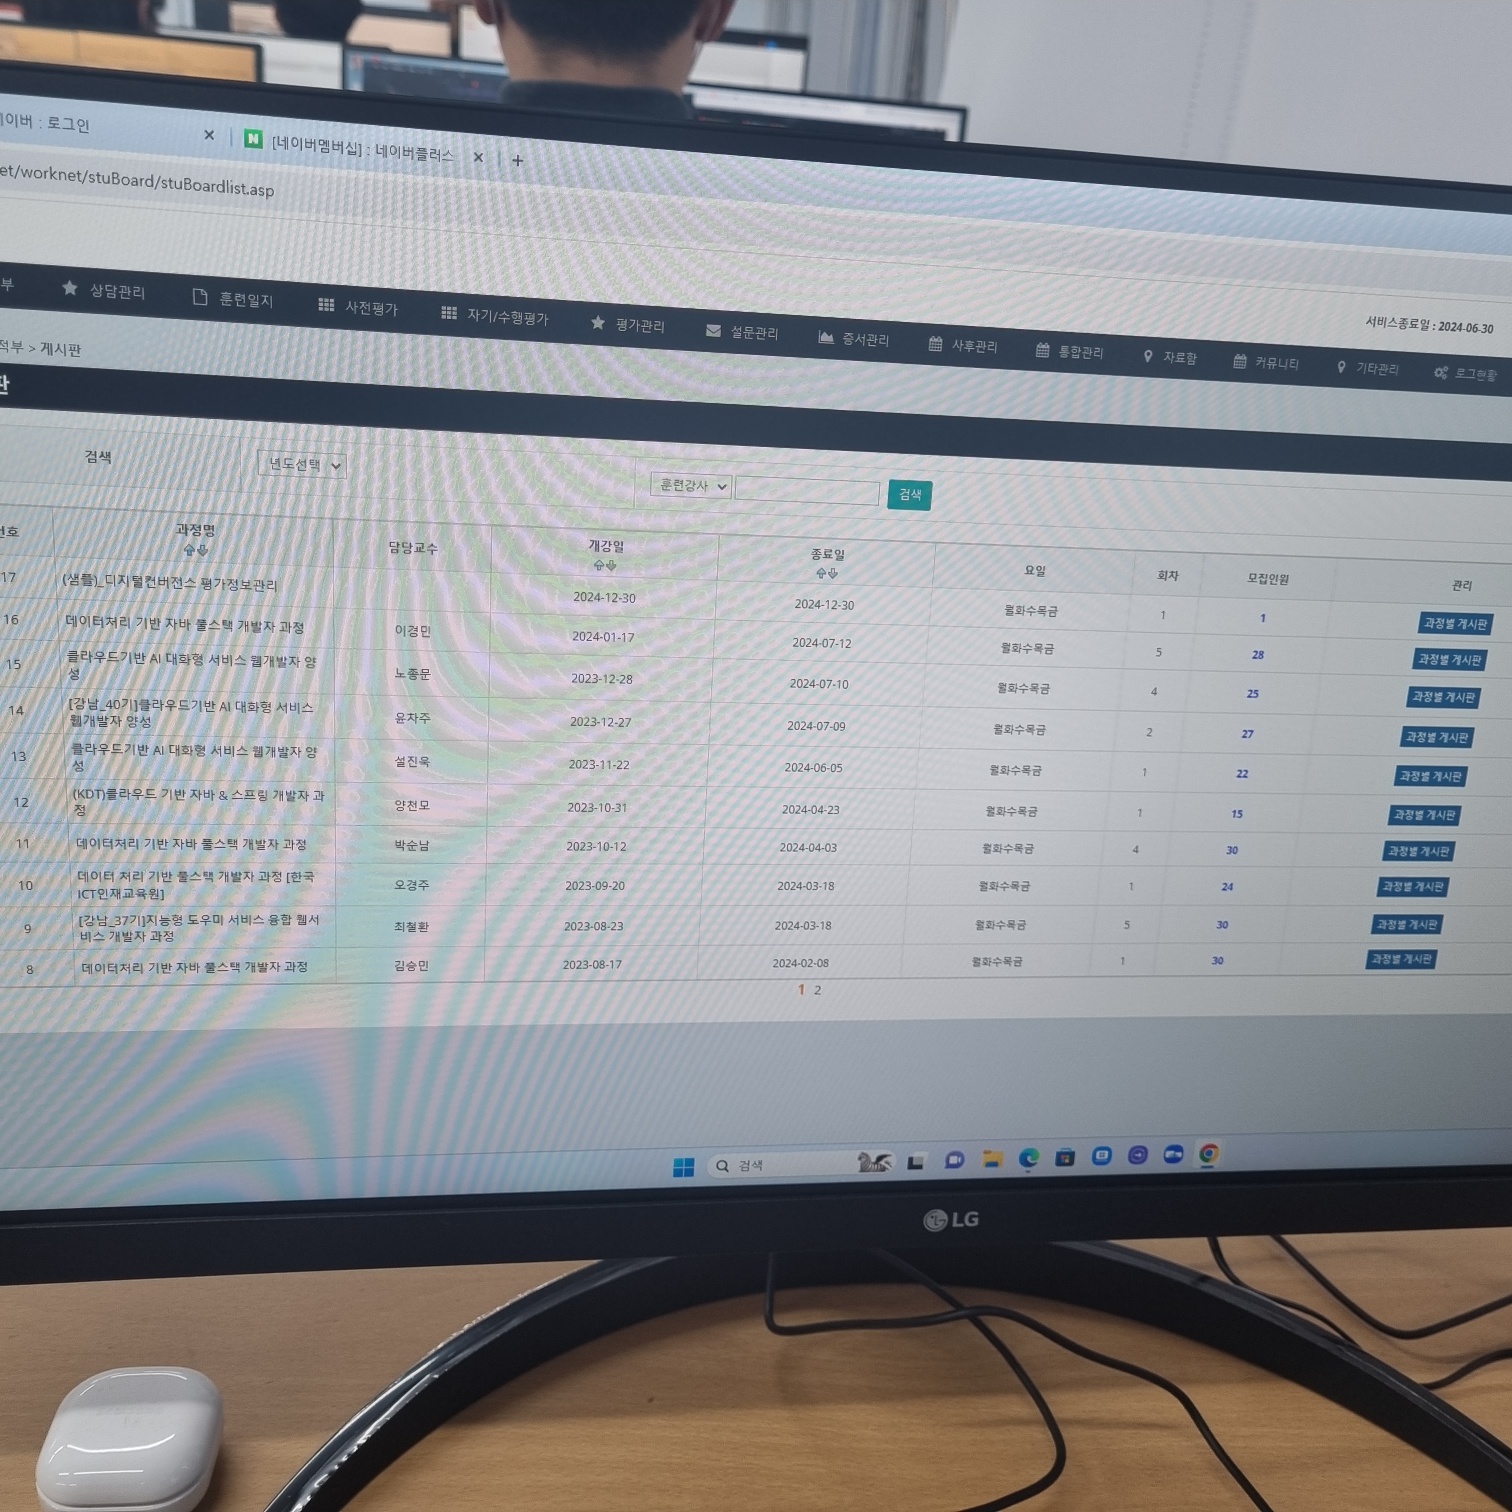 이버 : 로그인
[네이버멤버십] : 네이버플러스
et/worknet/stuBoard/stuBoardlist.asp
서비스종료일 : 2024-06-30
부 상담관리 훈련일지 사전평가 자기/수행평가 평가관리 설문관리 증서관리 사후관리 통합관리 자료함 커뮤니티 기타관리 로그현황
적부 > 게시판
판
검색 년도선택 훈련강사 검색
번호 과정명 담당교수 개강일 종료일 요일 회차 모집인원 관리
17 (샘플)_디지털컨버전스 평가정보관리 2024-12-30 2024-12-30 월화수목금 1 1 과정별 게시판
16 데이터처리 기반 자바 풀스택 개발자 과정 이경민 2024-01-17 2024-07-12 월화수목금 5 28 과정별 게시판
15 클라우드기반 AI 대화형 서비스 웹개발자 양
성 노종문 2023-12-28 2024-07-10 월화수목금 4 25 과정별 게시판
14 [강남_40기]클라우드기반 AI 대화형 서비스
웹개발자 양성 윤차주 2023-12-27 2024-07-09 월화수목금 2 27 과정별 게시판
13 클라우드기반 AI 대화형 서비스 웹개발자 양
성 설진욱 2023-11-22 2024-06-05 월화수목금 1 22 과정별 게시판
12 (KDT)클라우드 기반 자바 & 스프링 개발자 과
정 양천모 2023-10-31 2024-04-23 월화수목금 1 15 과정별 게시판
11 데이터처리 기반 자바 풀스택 개발자 과정 박순남 2023-10-12 2024-04-03 월화수목금 4 30 과정별 게시판
10 데이터 처리 기반 풀스택 개발자 과정 [한국
ICT인재교육원] 오경주 2023-09-20 2024-03-18 월화수목금 1 24 과정별 게시판
9 [강남_37기]지능형 도우미 서비스 융합 웹서
비스 개발자 과정 최철환 2023-08-23 2024-03-18 월화수목금 5 30 과정별 게시판
8 데이터처리 기반 자바 풀스택 개발자 과정 김승민 2023-08-17 2024-02-08 월화수목금 1 30 과정별 게시판
1 2
검색
LG